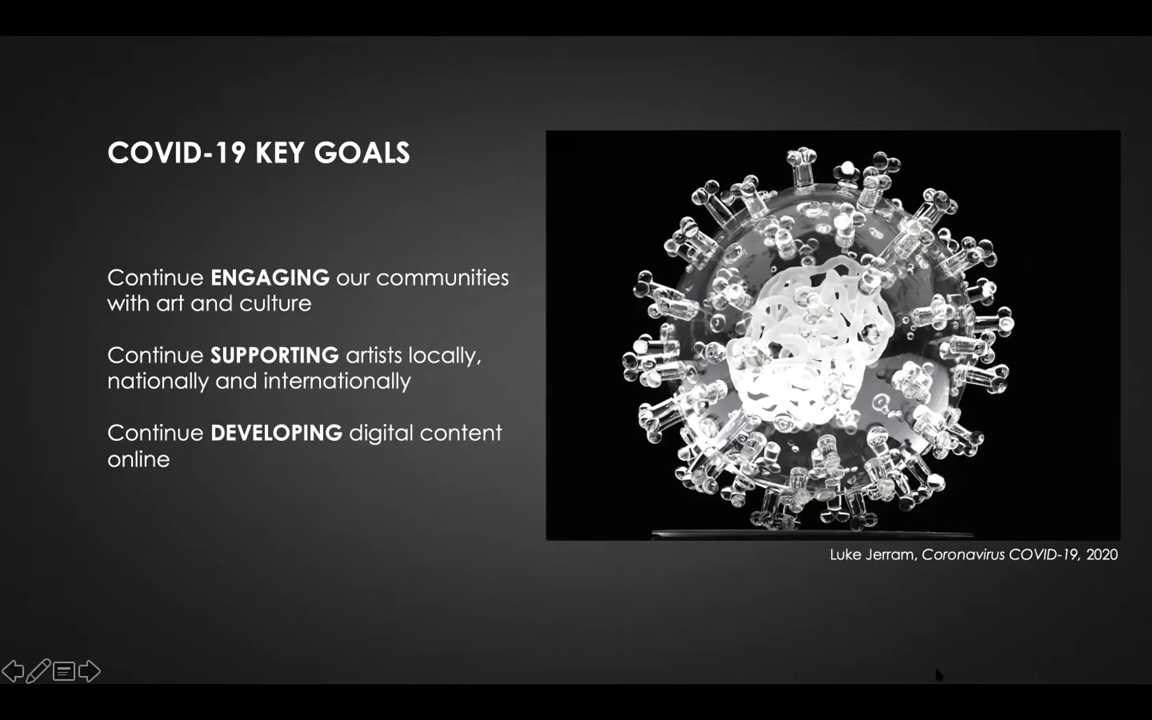 COVID-19 KEY GOALS
Continue ENGAGING our communities
with art and culture
Continue SUPPORTING artists locally,
nationally and internationally
Continue DEVELOPING digital content
online
Luke Jerram, Coronavirus COVID-19, 2020